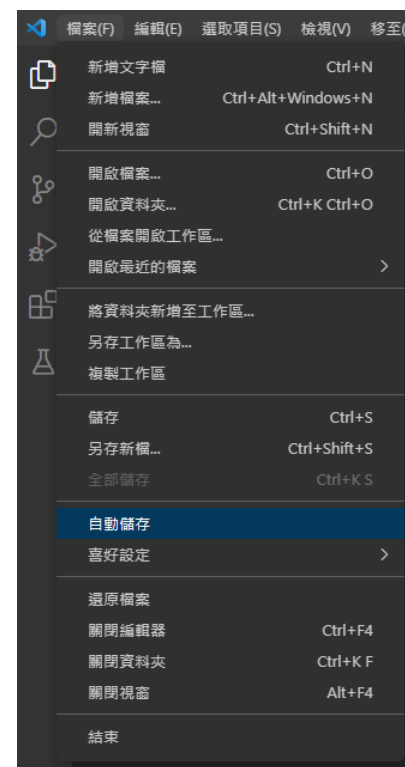 檔案(F) 編輯(E) 選取項目(S) 檢視(V) 移至(
新增文字檔 Ctrl+N
新增檔案... Ctrl+Alt+Windows+N
開新視窗 Ctrl+Shift+N
開啟檔案... Ctrl+O
開啟資料夾... Ctrl+K Ctrl+O
從檔案開啟工作區...
開啟最近的檔案
將資料夾新增至工作區...
另存工作區為...
複製工作區
儲存 Ctrl+S
另存新檔... Ctrl+Shift+S
全部儲存 Ctrl+K S
自動儲存
喜好設定
還原檔案
關閉編輯器 Ctrl+F4
關閉資料夾 Ctrl+K F
關閉視窗 Alt+F4
結束